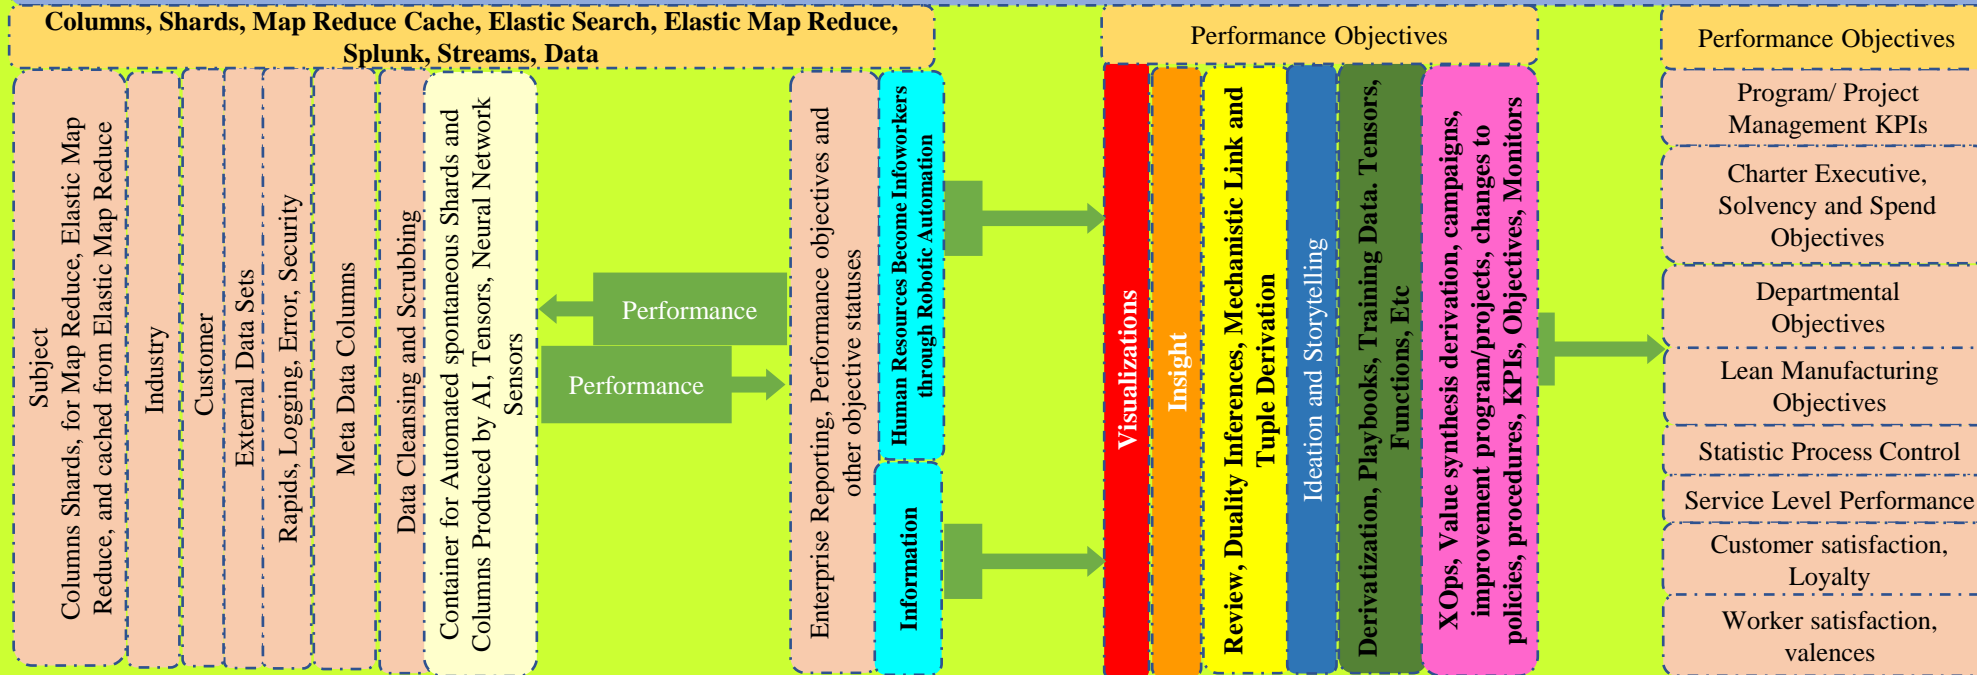 Columns, Shards, Map Reduce Cache, Elastic Search, Elastic Map Reduce,
Splunk, Streams, Data
Subject
Columns Shards, for Map Reduce, Elastic Map
Reduce, and cached from Elastic Map Reduce
Industry
Customer
External Data Sets
Rapids, Logging, Error, Security
Meta Data Columns
Data Cleansing and Scrubbing
Container for Automated spontaneous Shards and
Columns Produced by AI, Tensors, Neural Network
Sensors
Performance
Performance
Enterprise Reporting, Performance objectives and
other objective statuses
Human Resources Become Infoworkers
through Robotic Automation
Information
Performance Objectives
Visualizations
Insight
Review, Duality Inferences, Mechanistic Link and
Tuple Derivation
Ideation and Storytelling
Derivatization, Playbooks, Training Data. Tensors,
Functions, Etc
XOps, Value synthesis derivation, campaigns,
improvement program/projects, changes to
policies, procedures, KPIs, Objectives, Monitors
Performance Objectives
Program/ Project
Management KPIs
Charter Executive,
Solvency and Spend
Objectives
Departmental
Objectives
Lean Manufacturing
Objectives
Statistic Process Control
Service Level Performance
Customer satisfaction,
Loyalty
Worker satisfaction,
valences